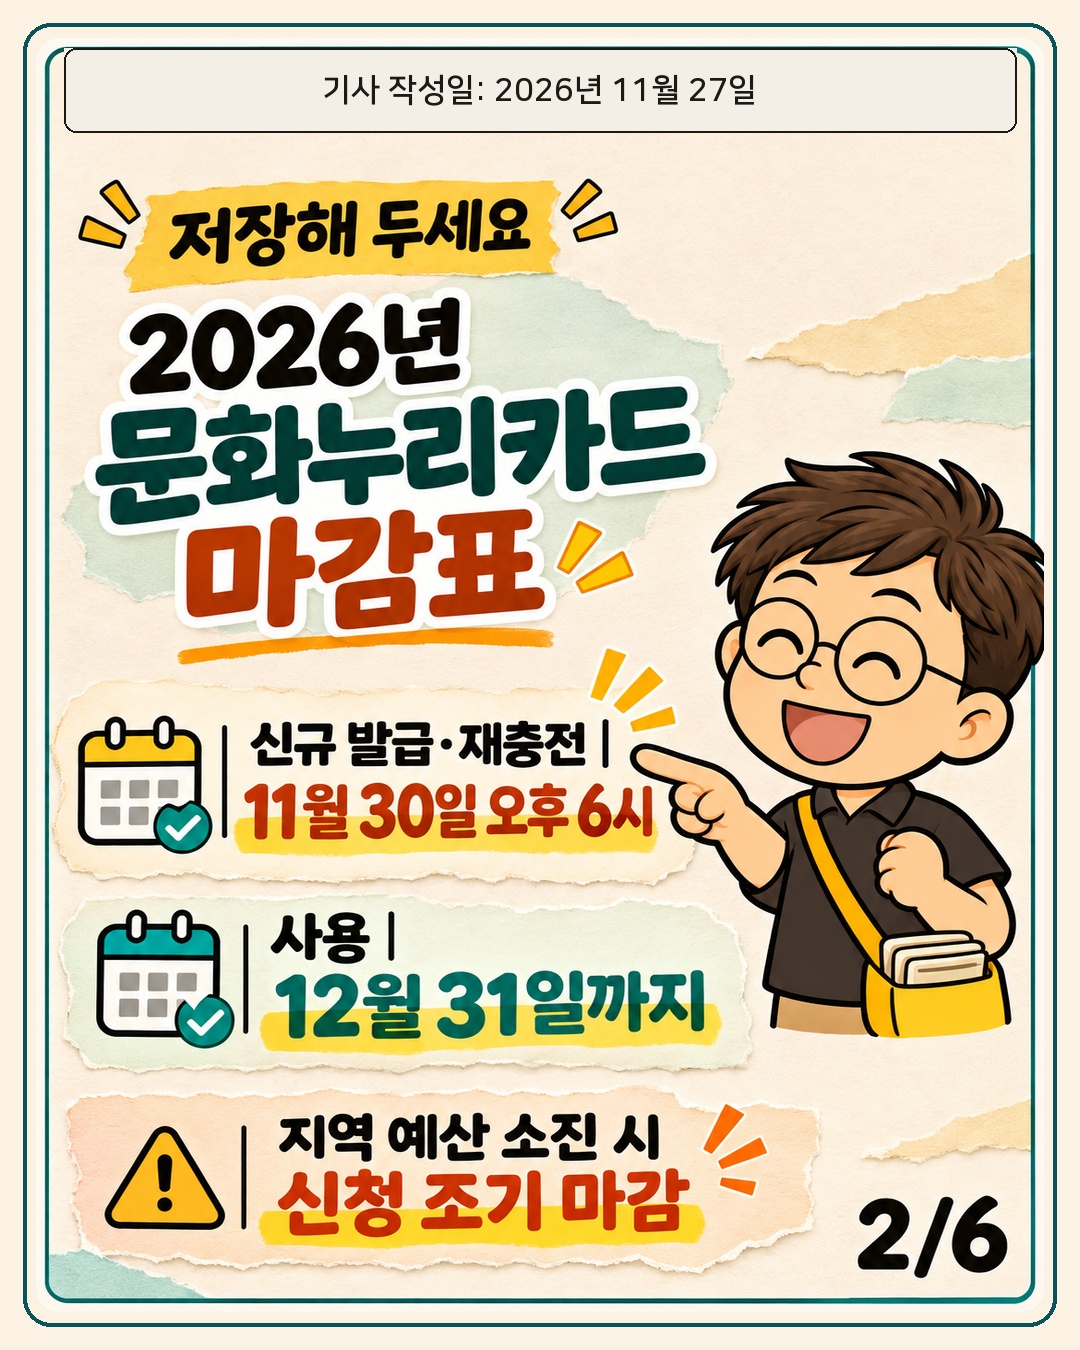 기사 작성일: 2026년 11월 27일
저장해 두세요
2026년
문화누리카드
마감표
신규 발급·재충전 |
11월 30일 오후 6시
사용 |
12월 31일까지
지역 예산 소진 시
신청 조기 마감
2/6